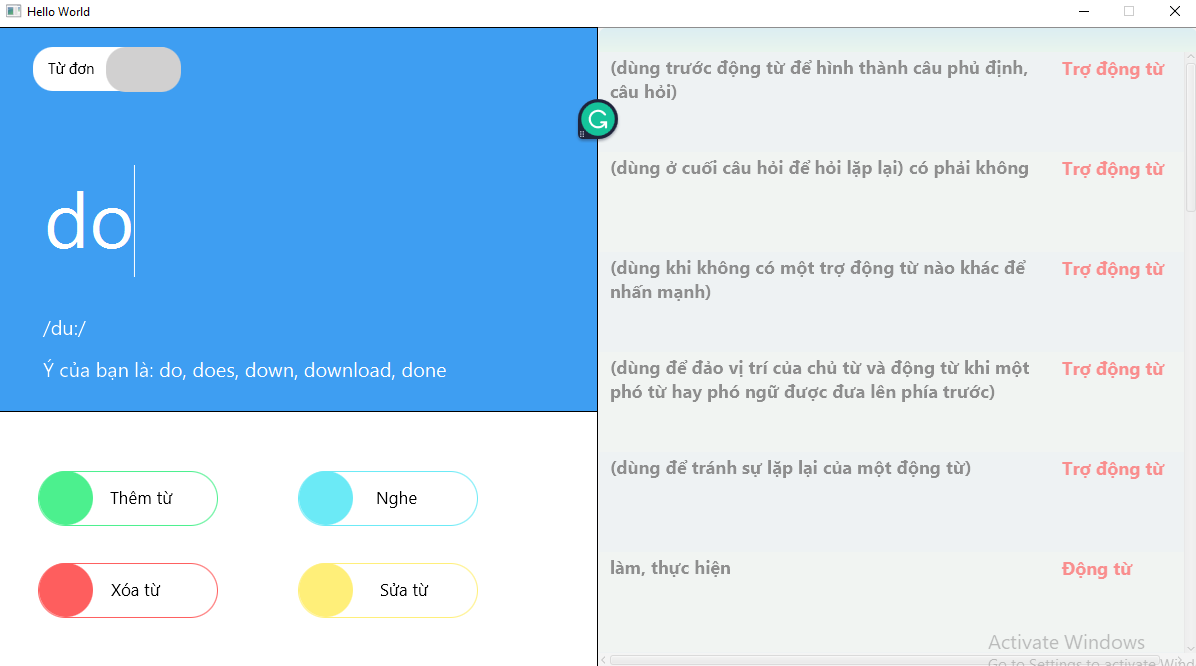 Hello World
Từ đơn
do
/du:/
Ý của bạn là: do, does, down, download, done
Thêm từ
Nghe
Xóa từ
Sửa từ
(dùng trước động từ để hình thành câu phủ định,
câu hỏi)
Trợ động từ
(dùng ở cuối câu hỏi để hỏi lặp lại) có phải không
Trợ động từ
(dùng khi không có một trợ động từ nào khác để
nhấn mạnh)
Trợ động từ
(dùng để đảo vị trí của chủ từ và động từ khi một
phó từ hay phó ngữ được đưa lên phía trước)
Trợ động từ
(dùng để tránh sự lặp lại của một động từ)
Trợ động từ
làm, thực hiện
Động từ
Activate Windows
Go to Settings to activate Wind